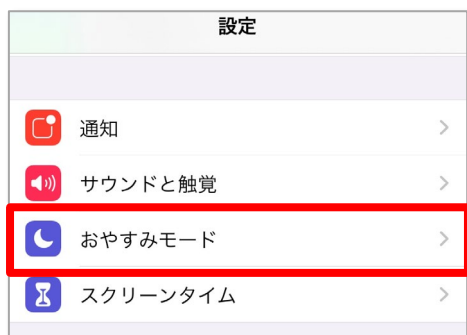 設定
通知
サウンドと触覚
おやすみモード
スクリーンタイム